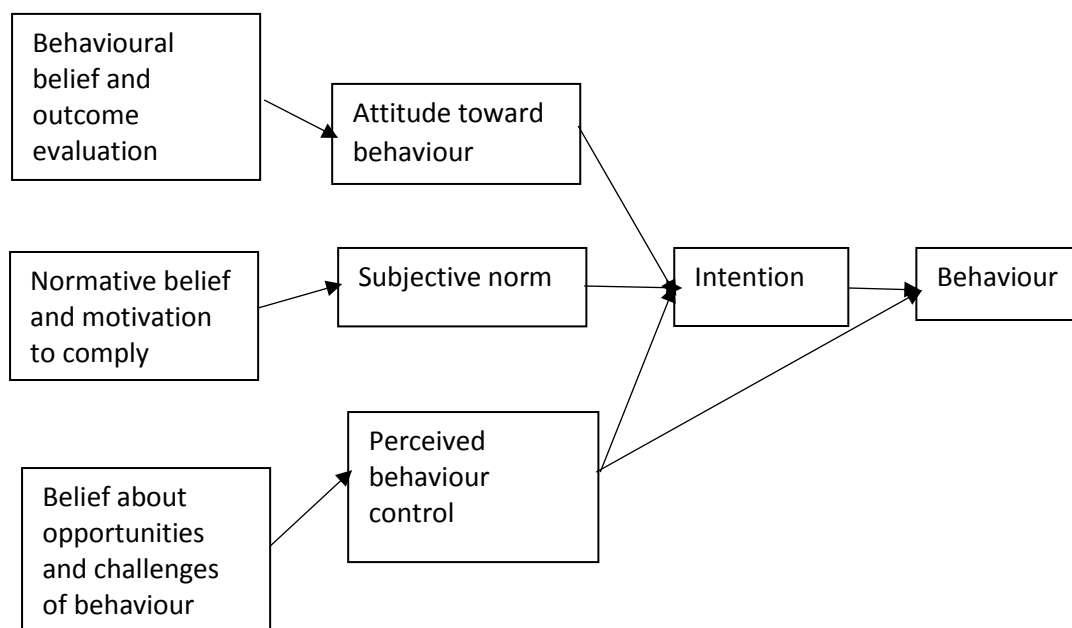 Behavioural
belief and
outcome
evaluation
Attitude toward
behaviour
Normative belief
and motivation
to comply
Subjective norm
Intention
Behaviour
Perceived
behaviour
control
Belief about
opportunities
and challenges
of behaviour